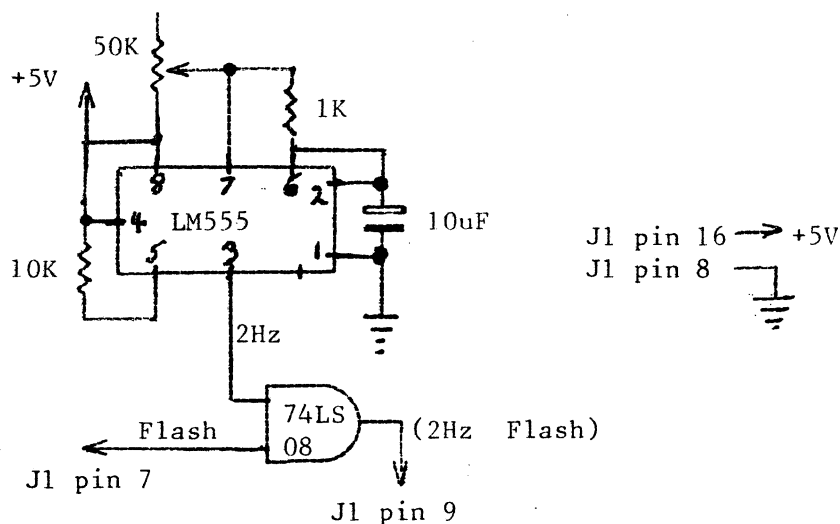 50K
+5V
1K
8 7 6 2
4 LM555
10uF
5 3 1
10K
J1 pin 16 +5V
J1 pin 8
2Hz
74LS
08
Flash
(2Hz Flash)
J1 pin 7
J1 pin 9